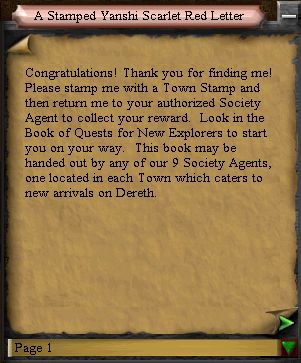 A Stamped Yanshi Scarlet Red Letter
Congratulations! Thank you for finding me!
Please stamp me with a Town Stamp and
then return me to your authorized Society
Agent to collect your reward. Look in the
Book of Quests for New Explorers to start
you on your way. This book may be
handed out by any of our 9 Society Agents,
one located in each Town which caters to
new arrivals on Dereth.
Page 1